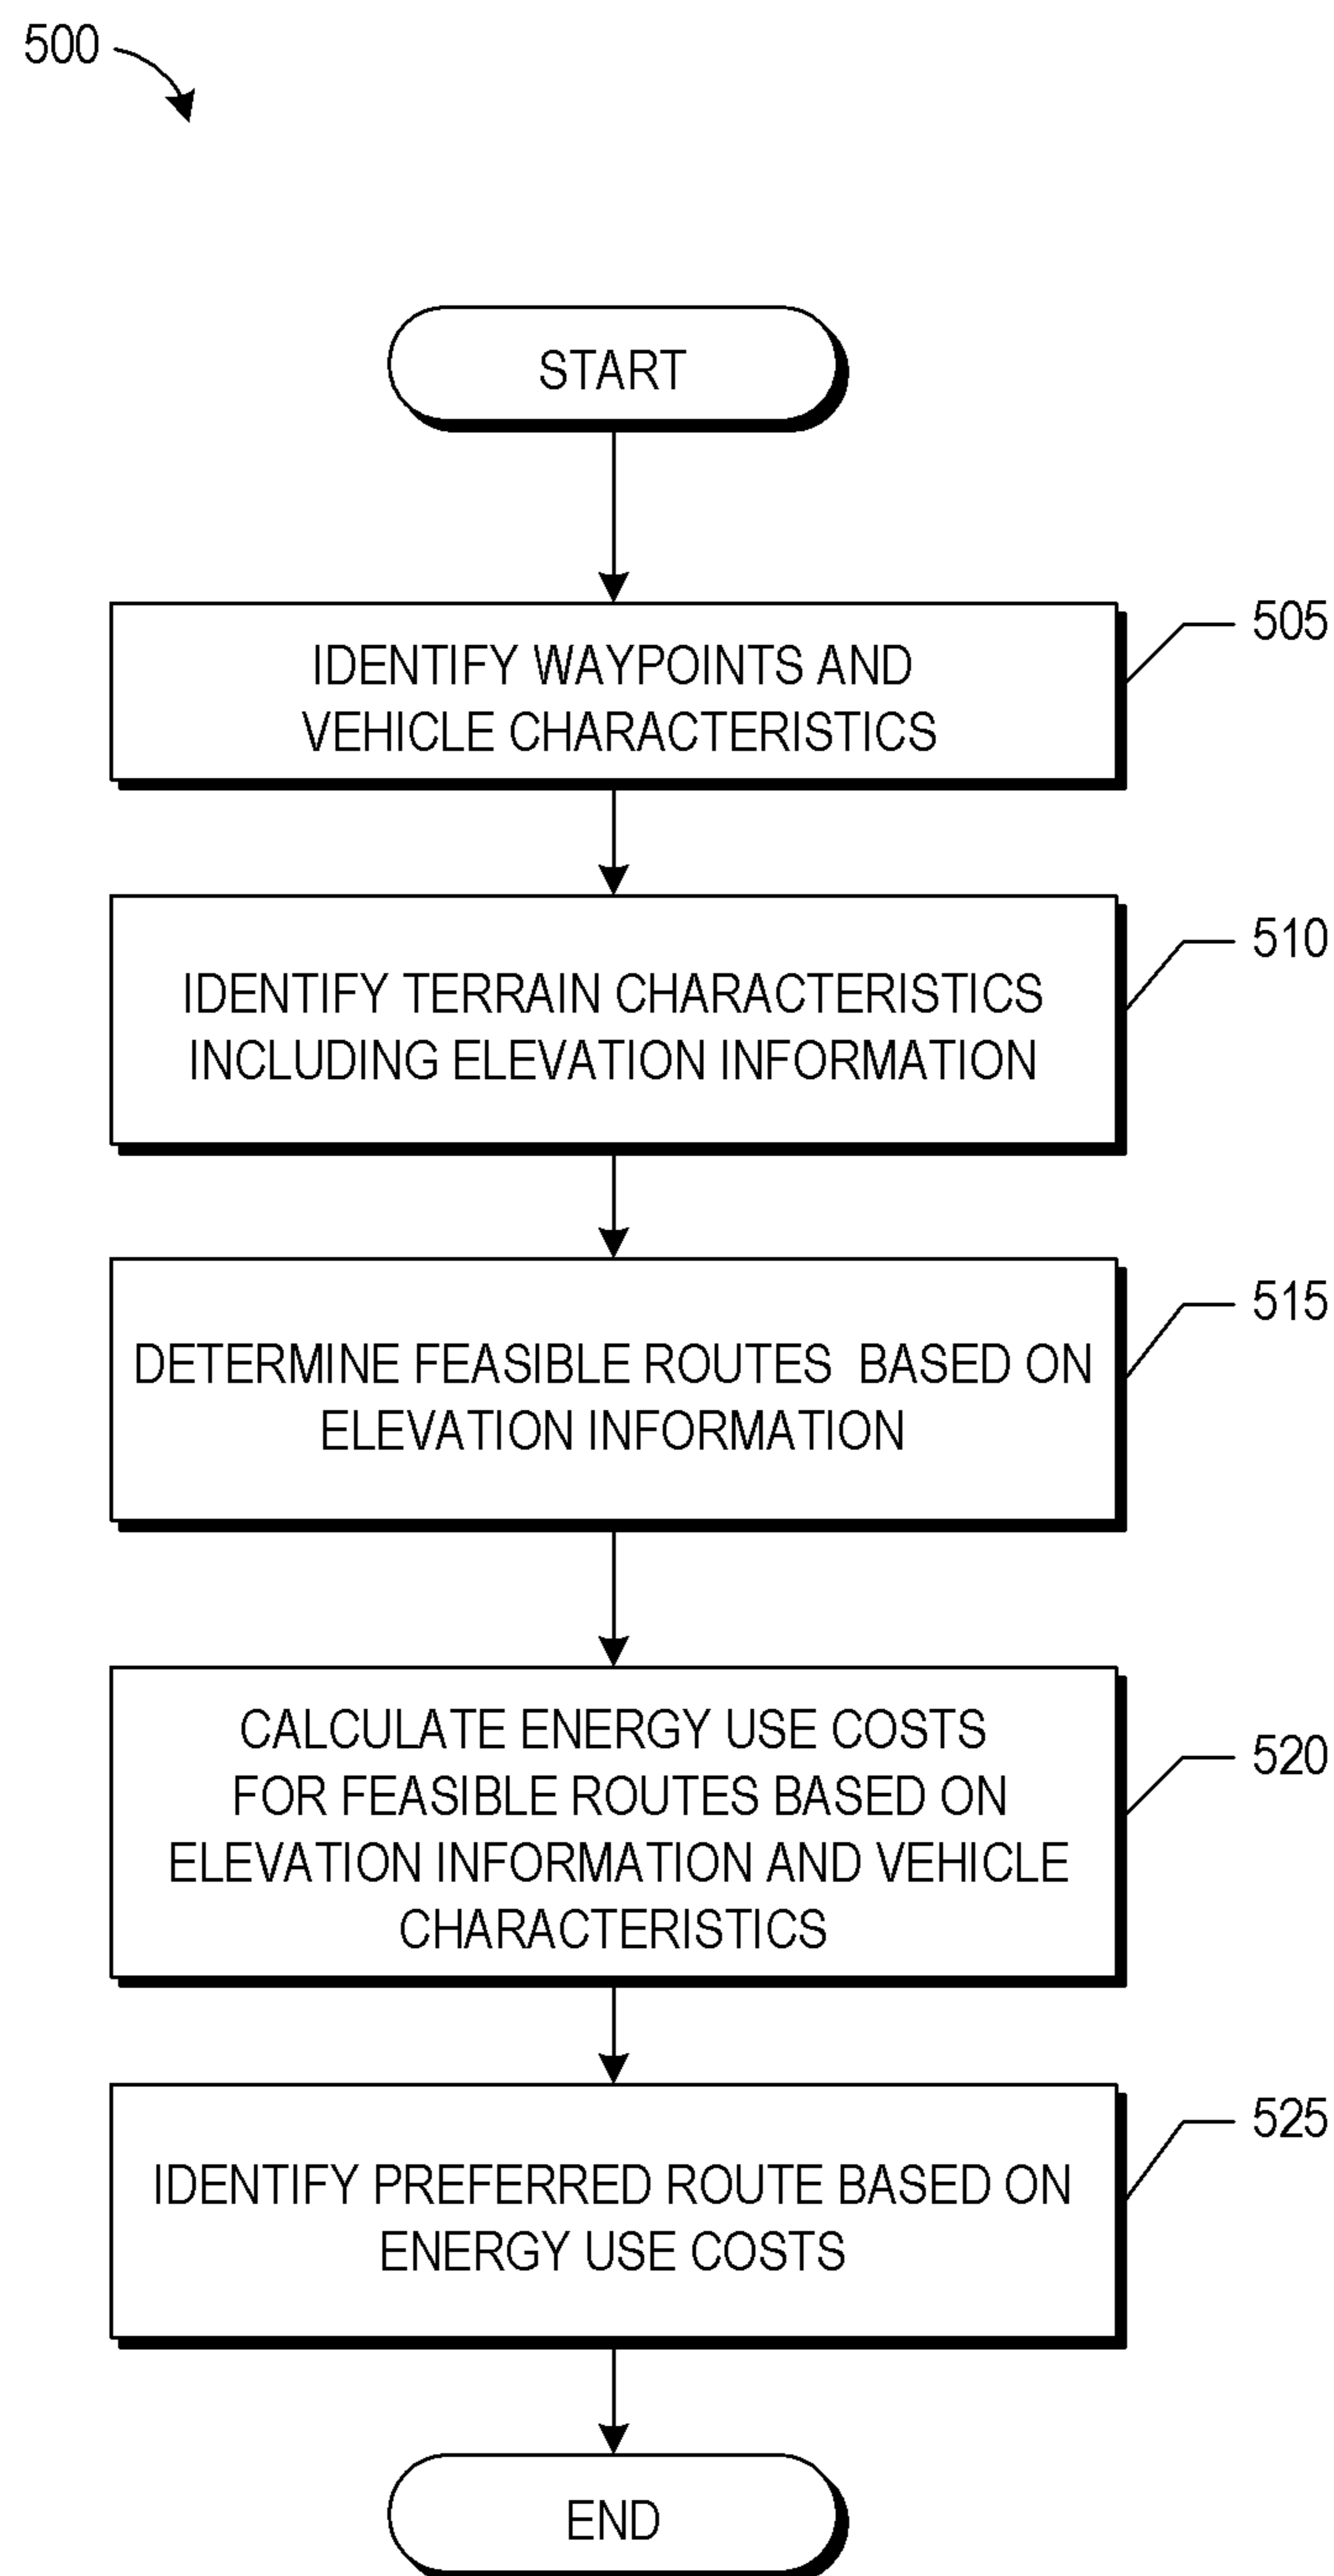 500
START
IDENTIFY WAYPOINTS AND
VEHICLE CHARACTERISTICS
505
IDENTIFY TERRAIN CHARACTERISTICS
INCLUDING ELEVATION INFORMATION
510
DETERMINE FEASIBLE ROUTES BASED ON
ELEVATION INFORMATION
515
CALCULATE ENERGY USE COSTS
FOR FEASIBLE ROUTES BASED ON
ELEVATION INFORMATION AND VEHICLE
CHARACTERISTICS
520
IDENTIFY PREFERRED ROUTE BASED ON
ENERGY USE COSTS
525
END